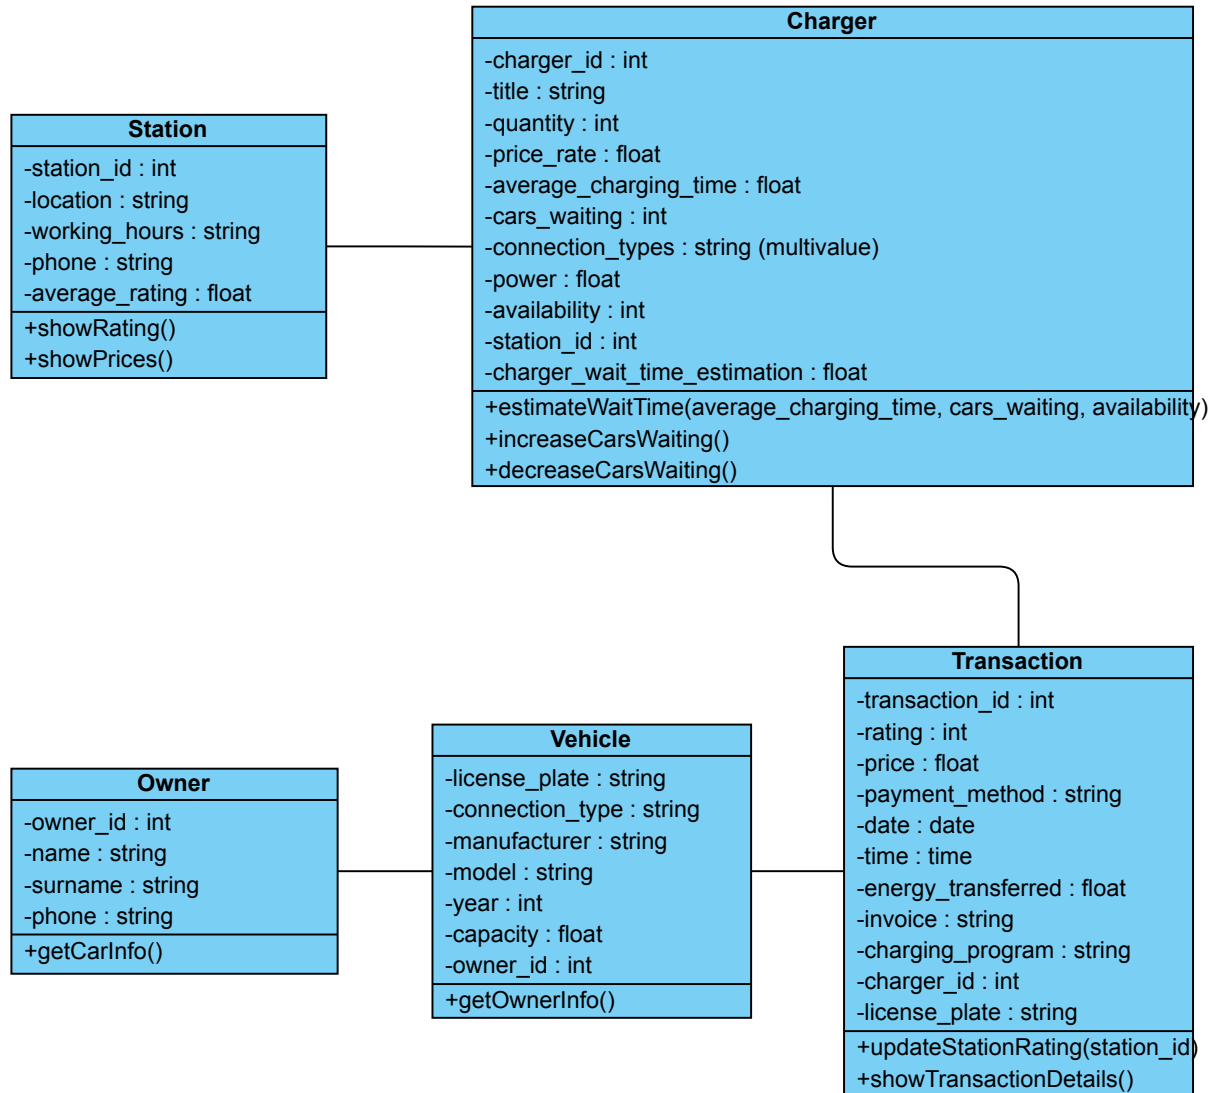 Charger
-charger_id : int
-title : string
-quantity : int
-price_rate : float
-average_charging_time : float
-cars_waiting : int
-connection_types : string (multivalue)
-power : float
-availability : int
-station_id : int
-charger_wait_time_estimation : float
+estimateWaitTime(average_charging_time, cars_waiting, availability)
+increaseCarsWaiting()
+decreaseCarsWaiting()
Station
-station_id : int
-location : string
-working_hours : string
-phone : string
-average_rating : float
+showRating()
+showPrices()
Transaction
-transaction_id : int
-rating : int
-price : float
-payment_method : string
-date : date
-time : time
-energy_transferred : float
-invoice : string
-charging_program : string
-charger_id : int
-license_plate : string
+updateStationRating(station_id)
+showTransactionDetails()
Vehicle
-license_plate : string
-connection_type : string
-manufacturer : string
-model : string
-year : int
-capacity : float
-owner_id : int
+getOwnerInfo()
Owner
-owner_id : int
-name : string
-surname : string
-phone : string
+getCarInfo()